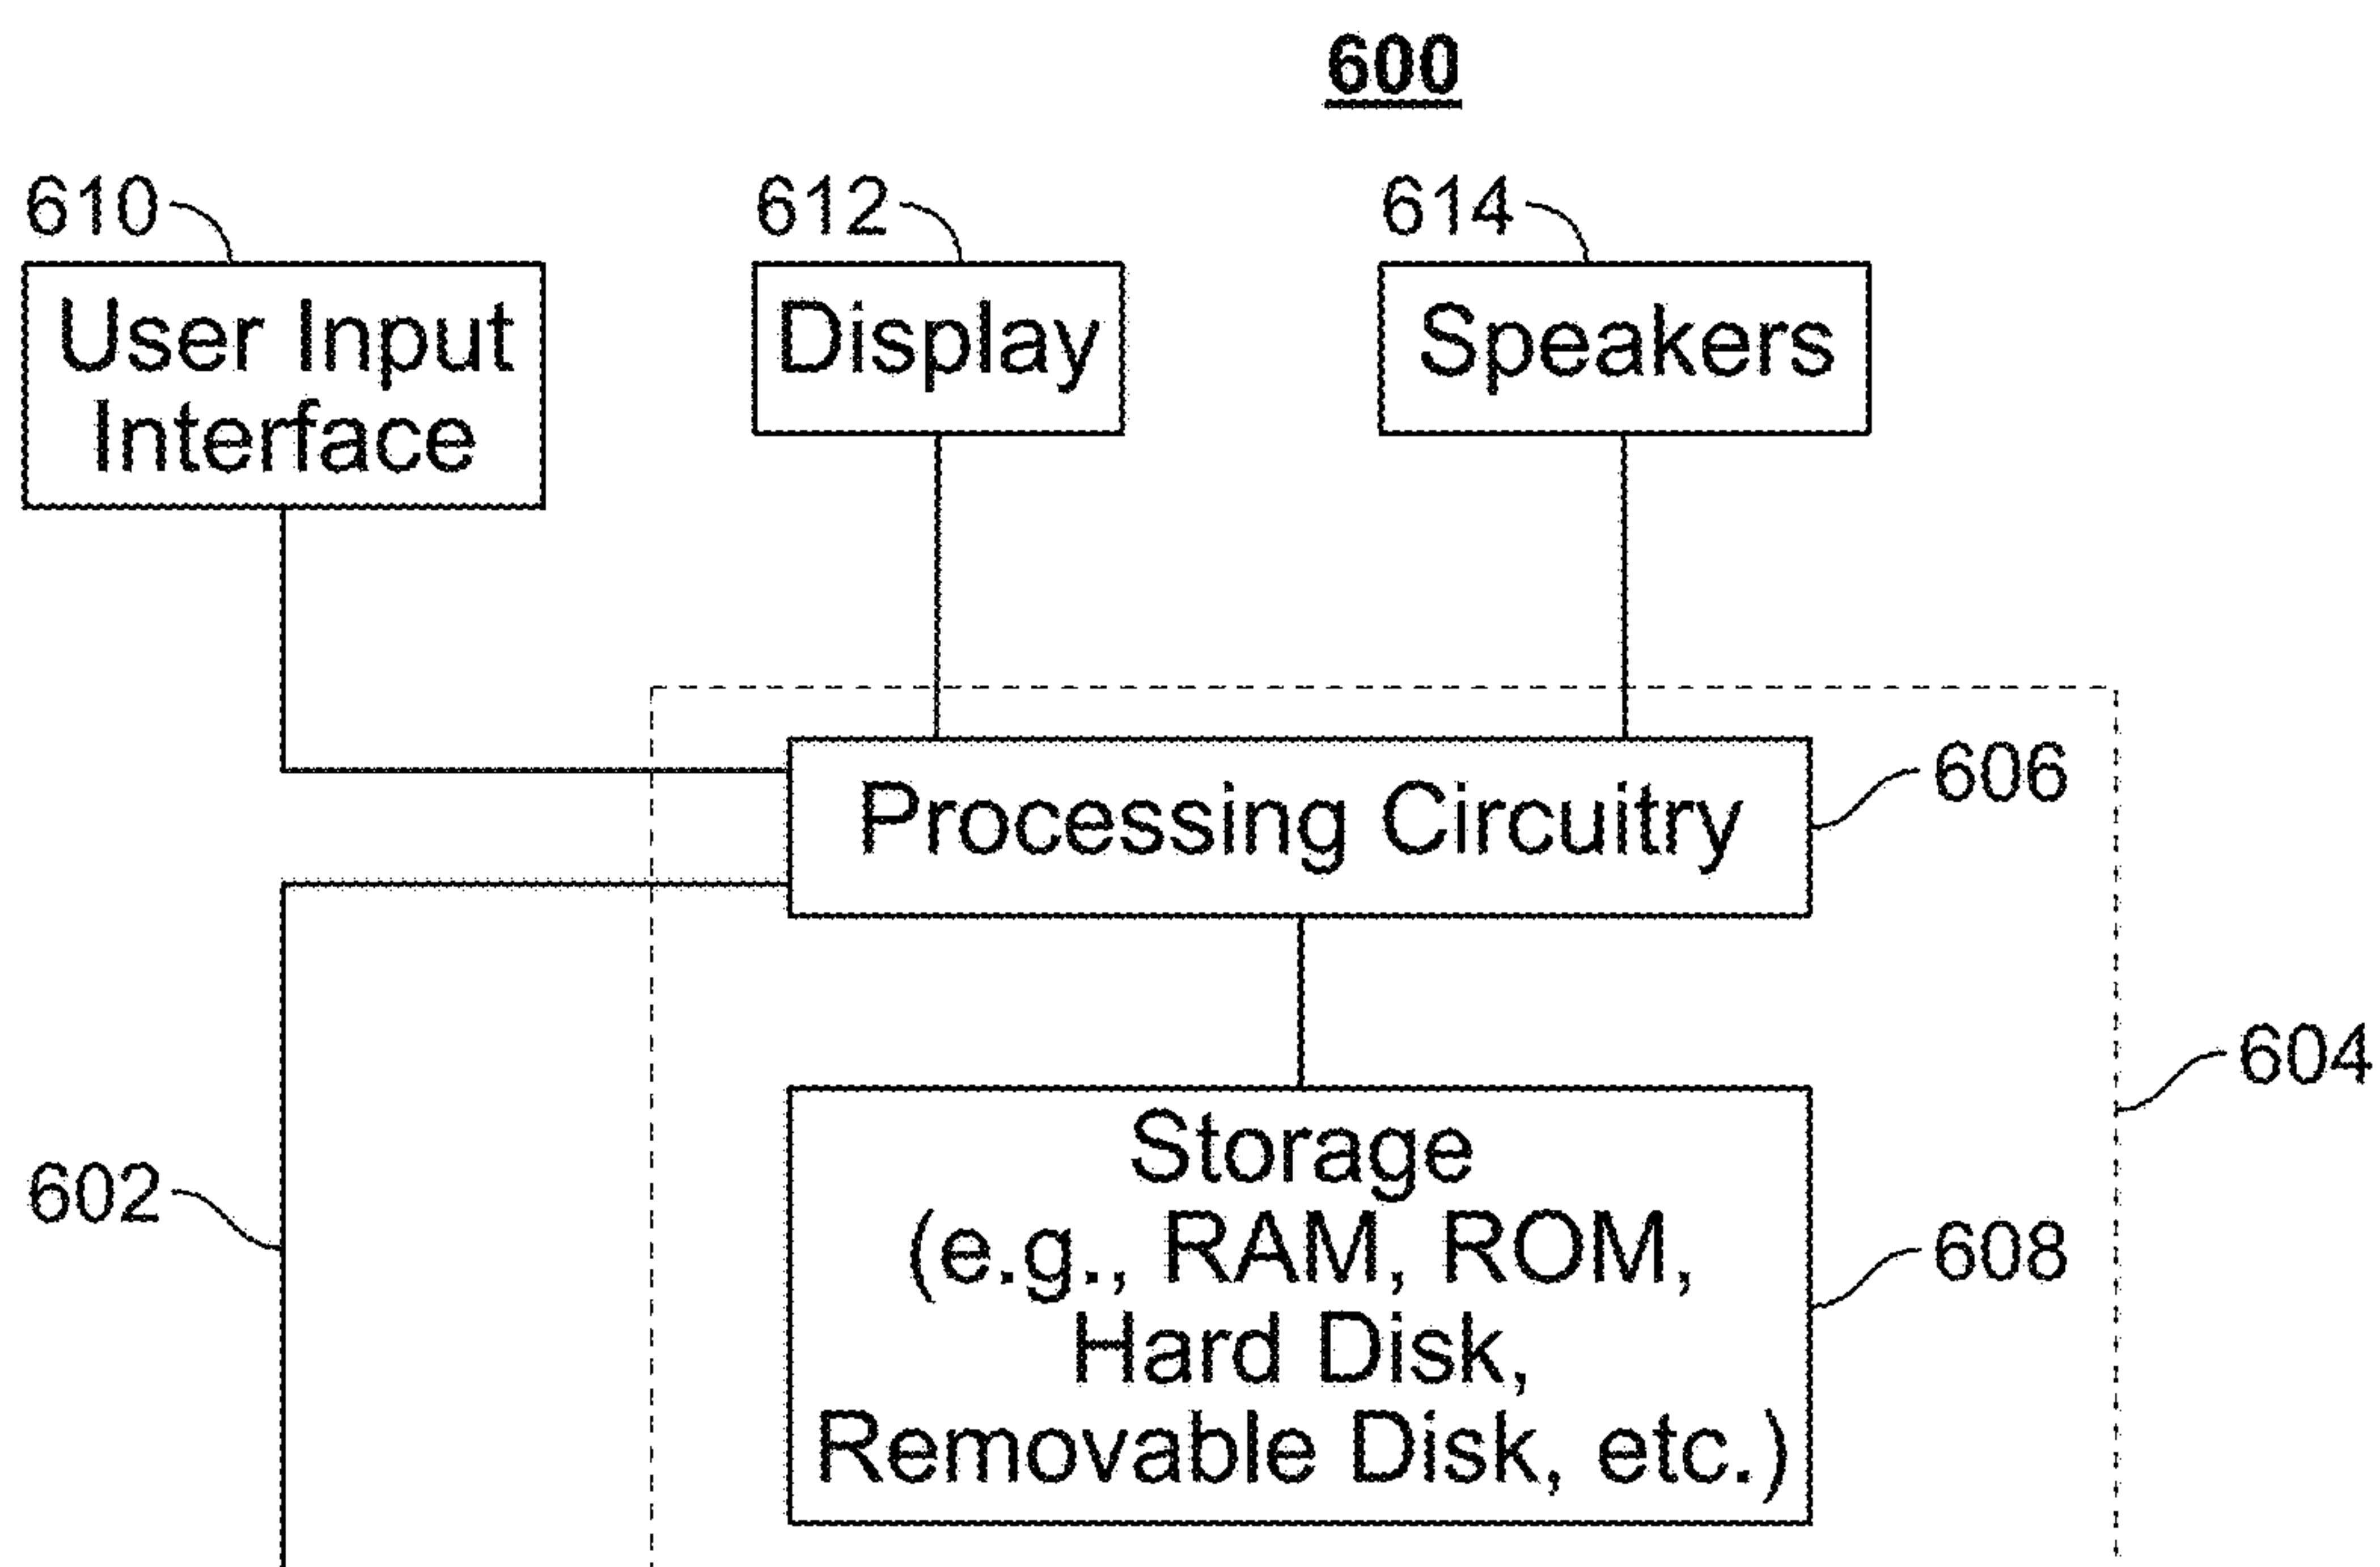 600
610
612
614
User Input
Interface
Display
Speakers
Processing Circuitry
606
604
602
Storage
(e.g., RAM, ROM,
Hard Disk,
Removable Disk, etc.)
608